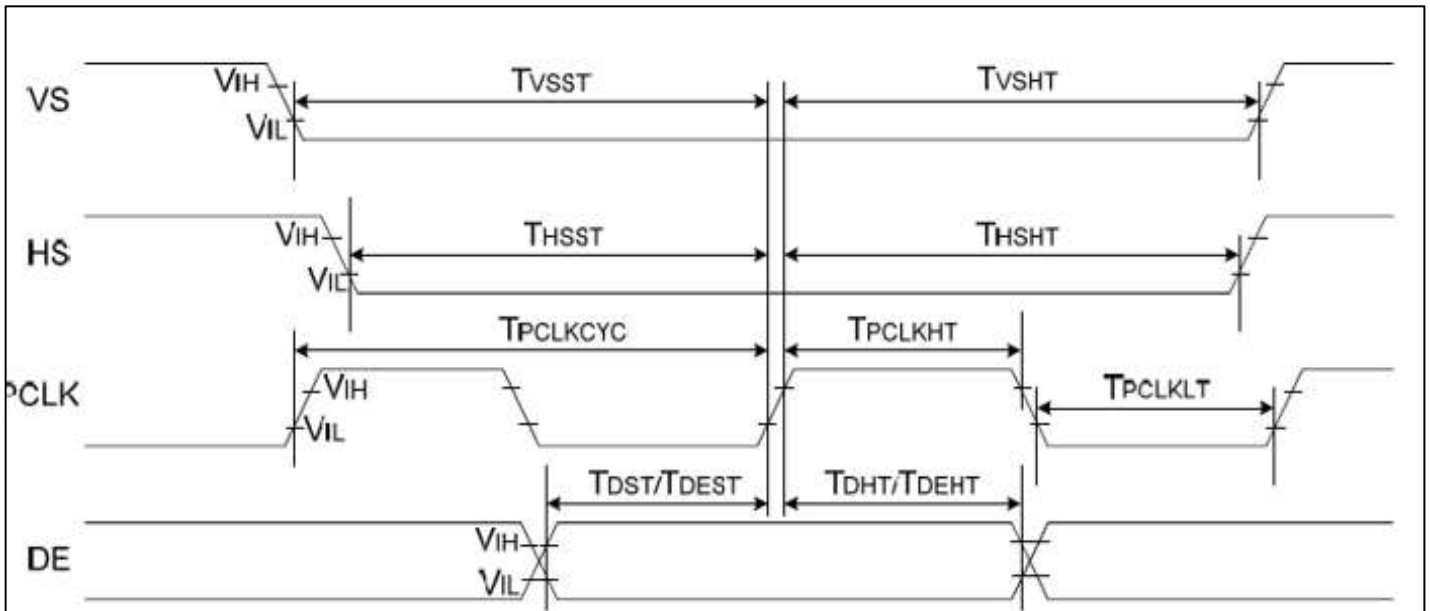 VS
VIH
VIL
TVSST
TVSHT
HS
VIH
VIL
THSST
THSHT
PCLK
VIH
VIL
TPCLKCYC
TPCLKHT
TPCLKLT
DE
VIH
VIL
TDST/TDEST
TDHT/TDEHT